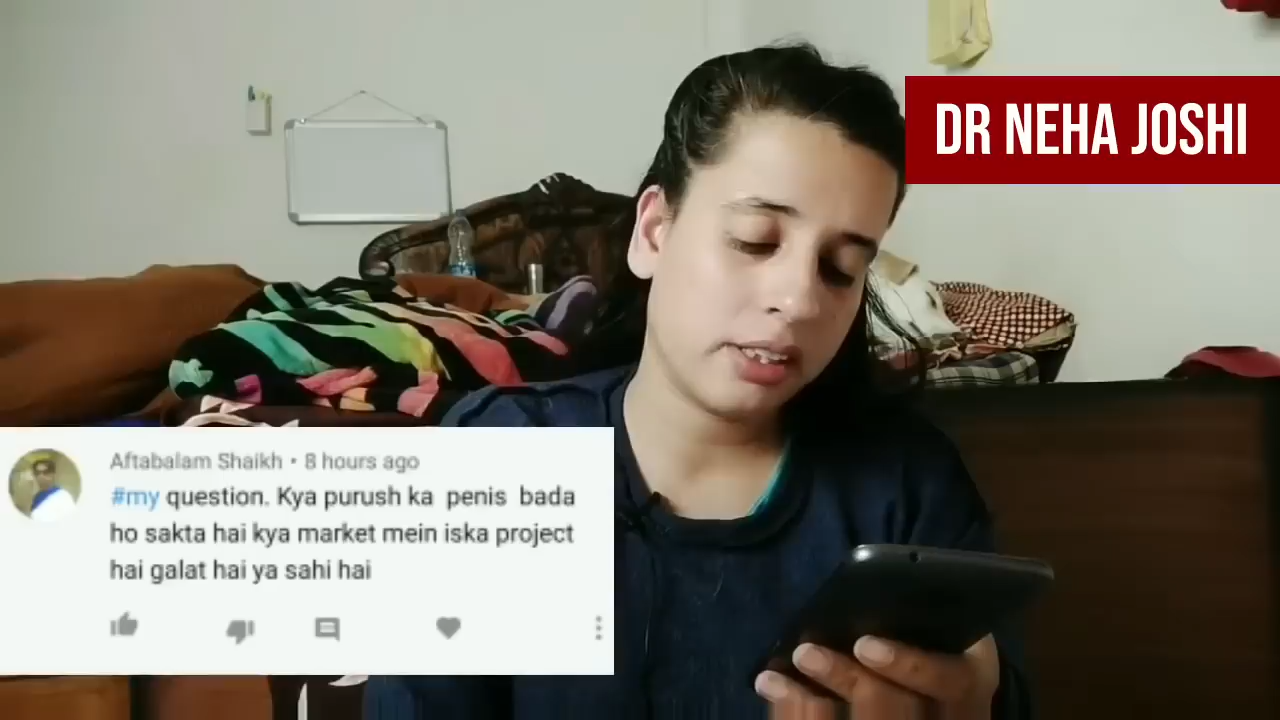 DR NEHA JOSHI
Aftabalam Shaikh • 8 hours ago
#my question. Kya purush ka penis bada
ho sakta hai kya market mein iska project
hai galat hai ya sahi hai